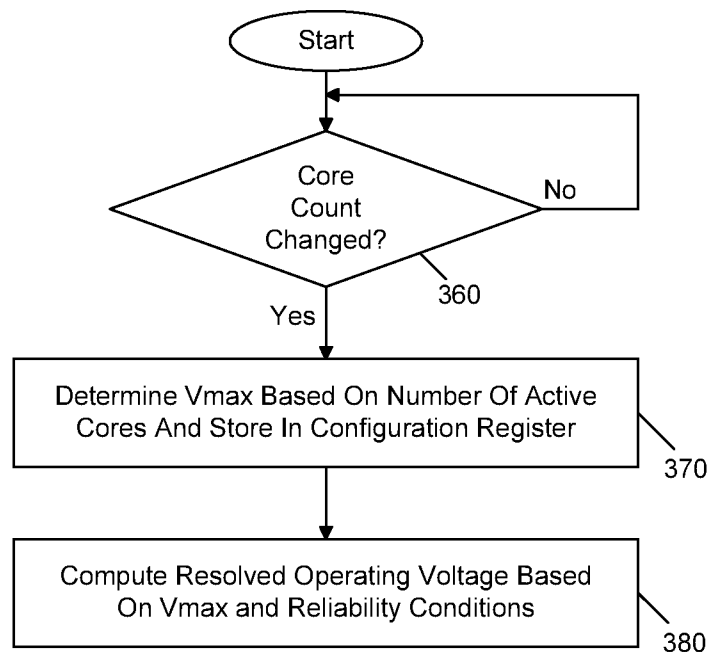 Start
Core
Count
Changed?
No
360
Yes
Determine Vmax Based On Number Of Active
Cores And Store In Configuration Register
370
Compute Resolved Operating Voltage Based
On Vmax and Reliability Conditions
380